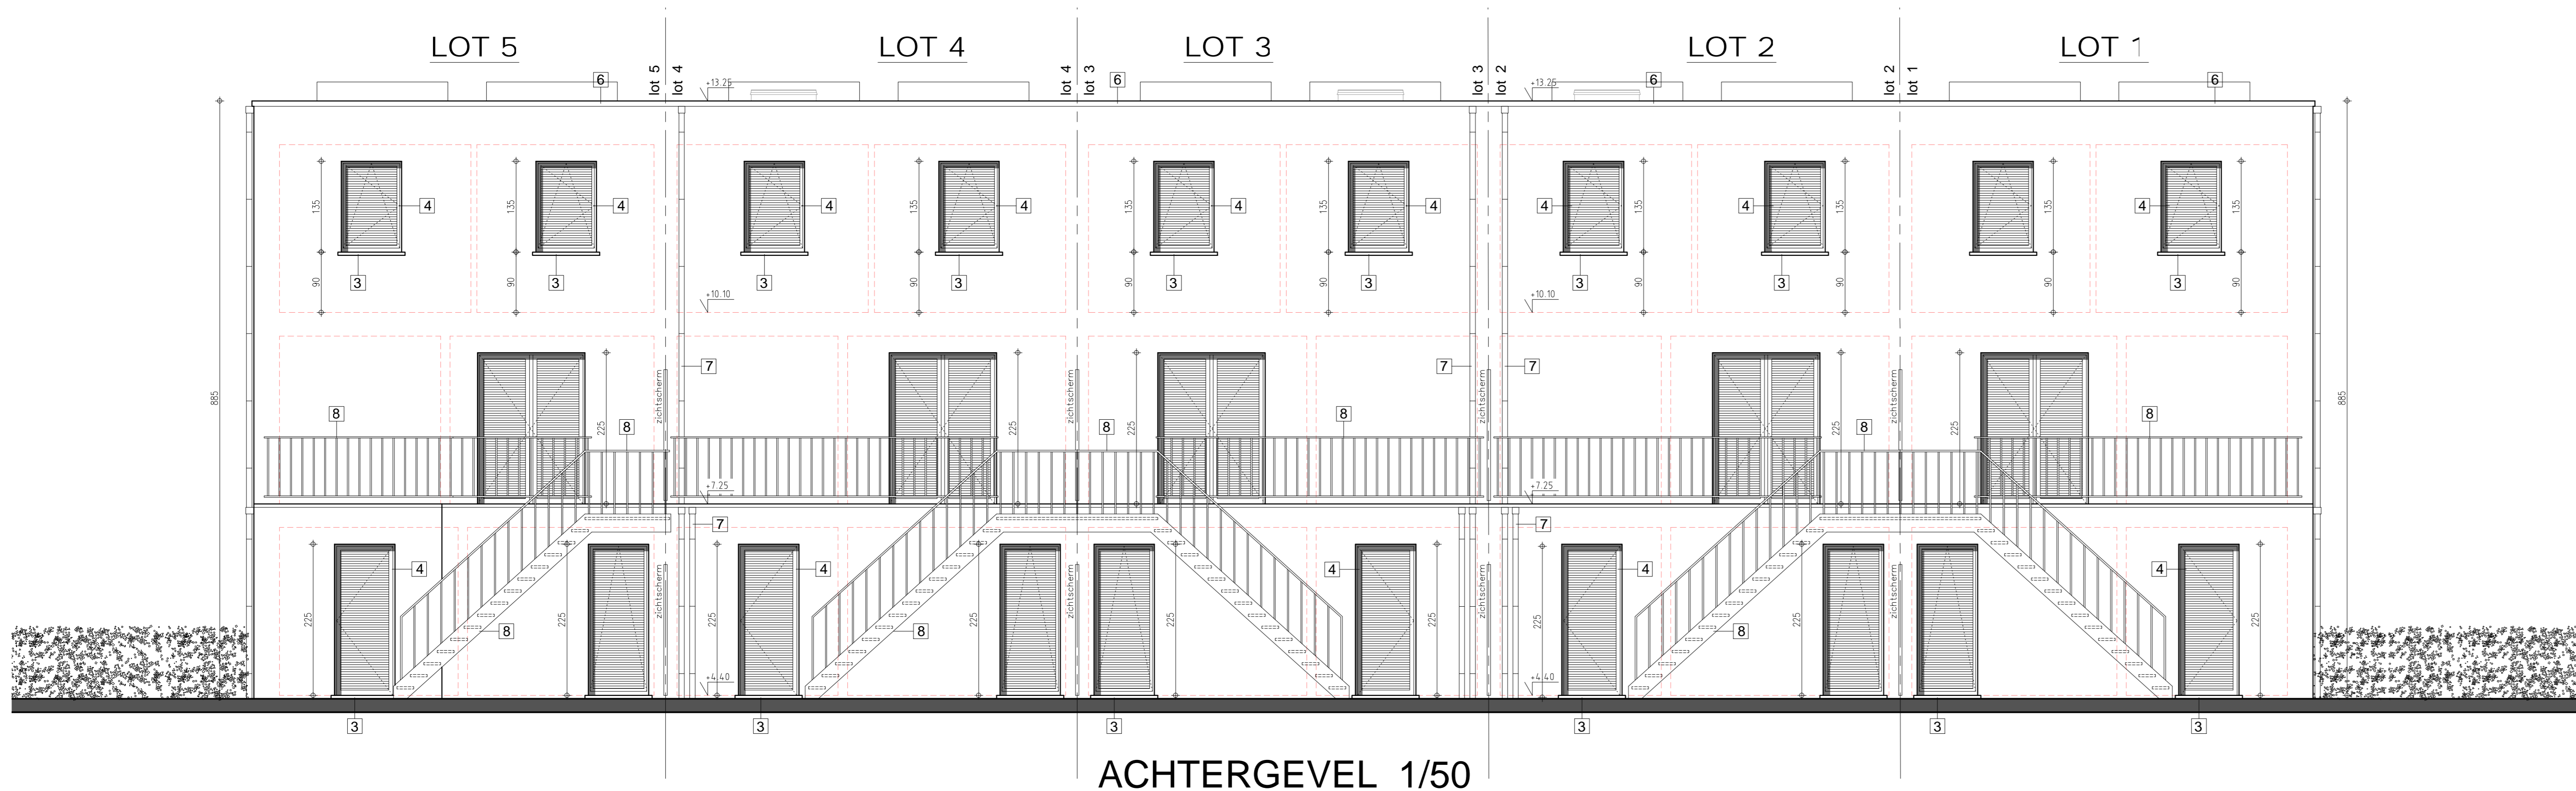 LOT 5 LOT 4 LOT 3 LOT 2 LOT 1
lot 5 lot 4 lot 4 lot 3 lot 3 lot 2 lot 2 lot 1
6 +13.25 6 +13.25 6 6
135 4 135 4 4 135 4 135 4 135 4 4 135 4 135 135 4 135
90 3 90 3 3 90 3 90 3 90 3 3 90 3 90 90 3 90
+10.10 +10.10
7 7 7
885 zichtscherm zichtscherm zichtscherm zichtscherm 885
8 8 225 225 8 225 8 8 225 225 8
+7.25 +7.25
7 7
4 4 4 4 4
225 225 zichtscherm 225 225 zichtscherm 225 225 zichtscherm 225 225 zichtscherm 225
8 8 8
+4.40 +4.40
3 3 3 3 3 3
ACHTERGEVEL 1/50